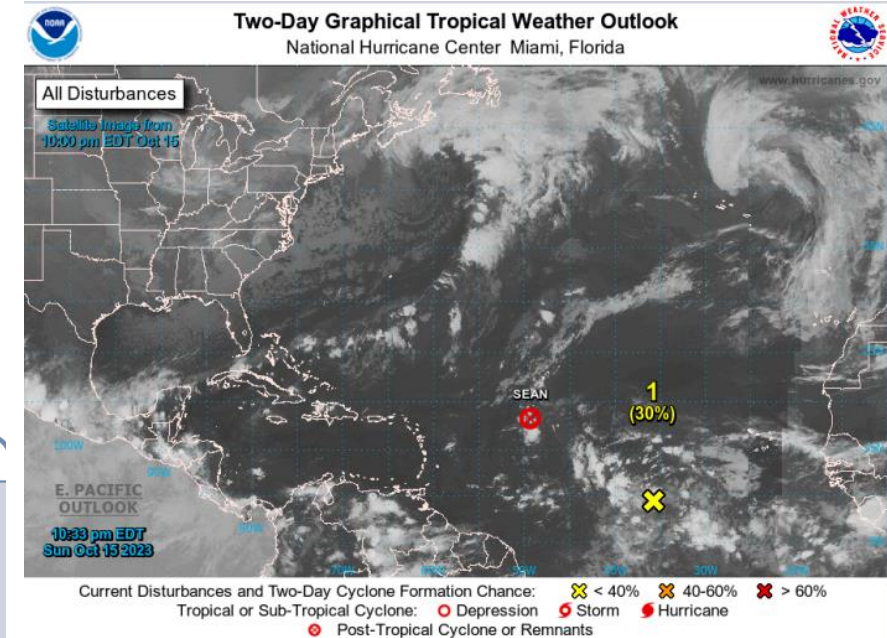 Two-Day Graphical Tropical Weather Outlook
National Hurricane Center Miami, Florida
NOAA
www.hurricanes.gov
All Disturbances
Satellite Image from
10:00 pm EDT Oct 15
SEAN
1
(30%)
100W
90W
E. PACIFIC
OUTLOOK
10:33 pm EDT
Sun Oct 15 2023
30W
Current Disturbances and Two-Day Cyclone Formation Chance: < 40% 40-60% > 60%
Tropical or Sub-Tropical Cyclone: Depression Storm Hurricane
Post-Tropical Cyclone or Remnants